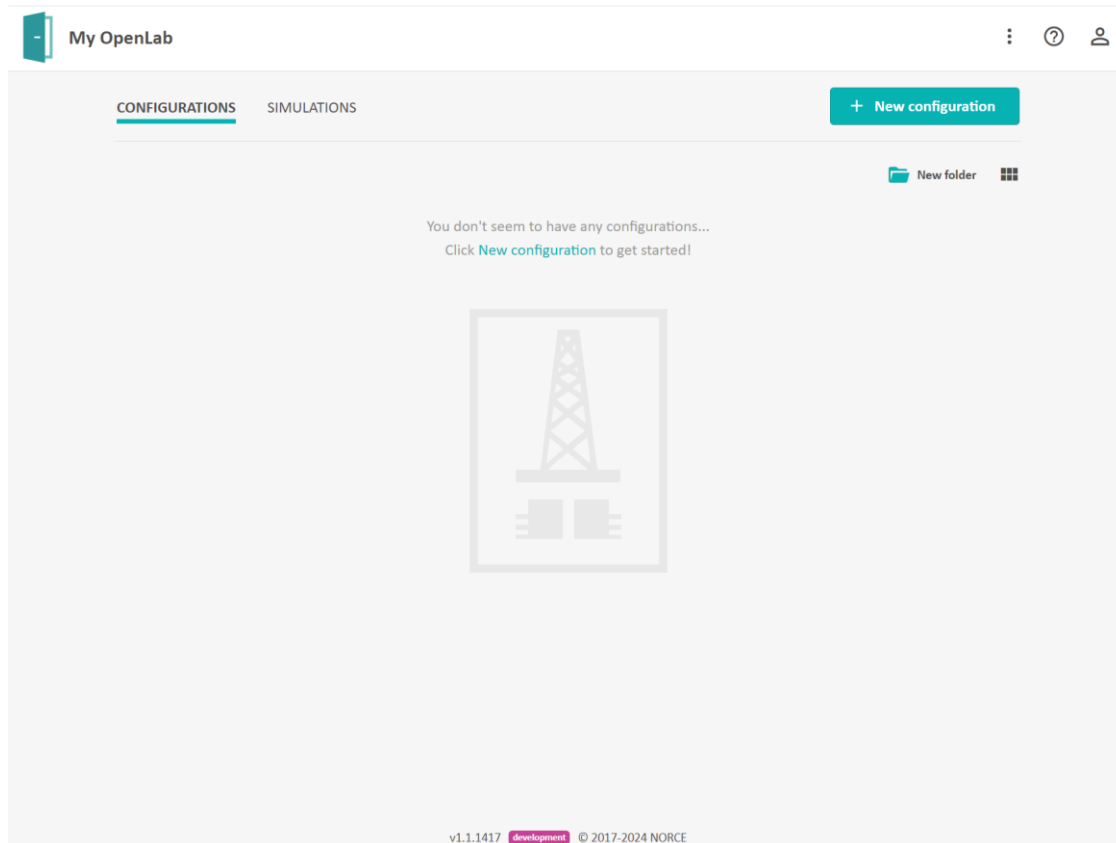 My OpenLab
CONFIGURATIONS SIMULATIONS + New configuration
New folder
You don't seem to have any configurations...
Click New configuration to get started!
v1.1.1417 development © 2017-2024 NORCE